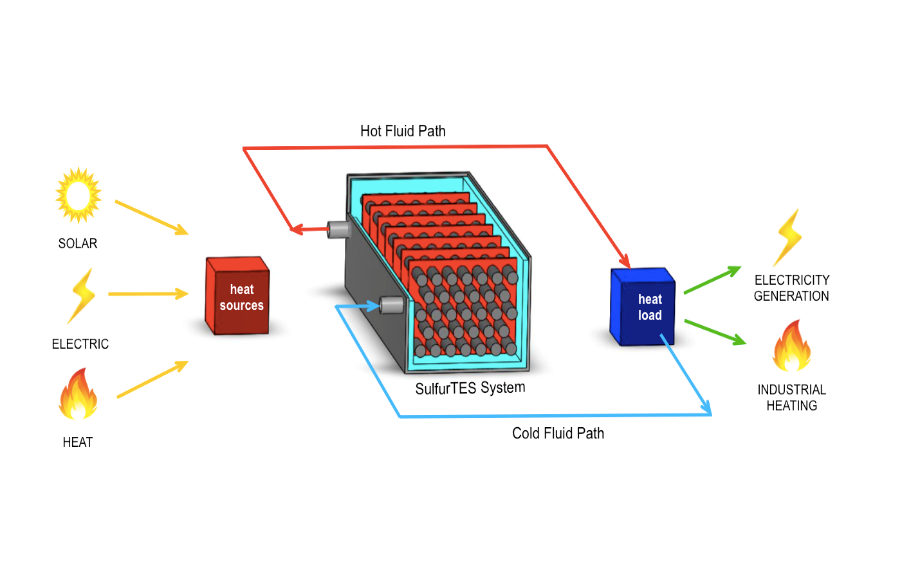 Hot Fluid Path
SOLAR
heat
sources
heat
load
ELECTRICITY
GENERATION
ELECTRIC
SulfurTES System
INDUSTRIAL
HEATING
HEAT
Cold Fluid Path